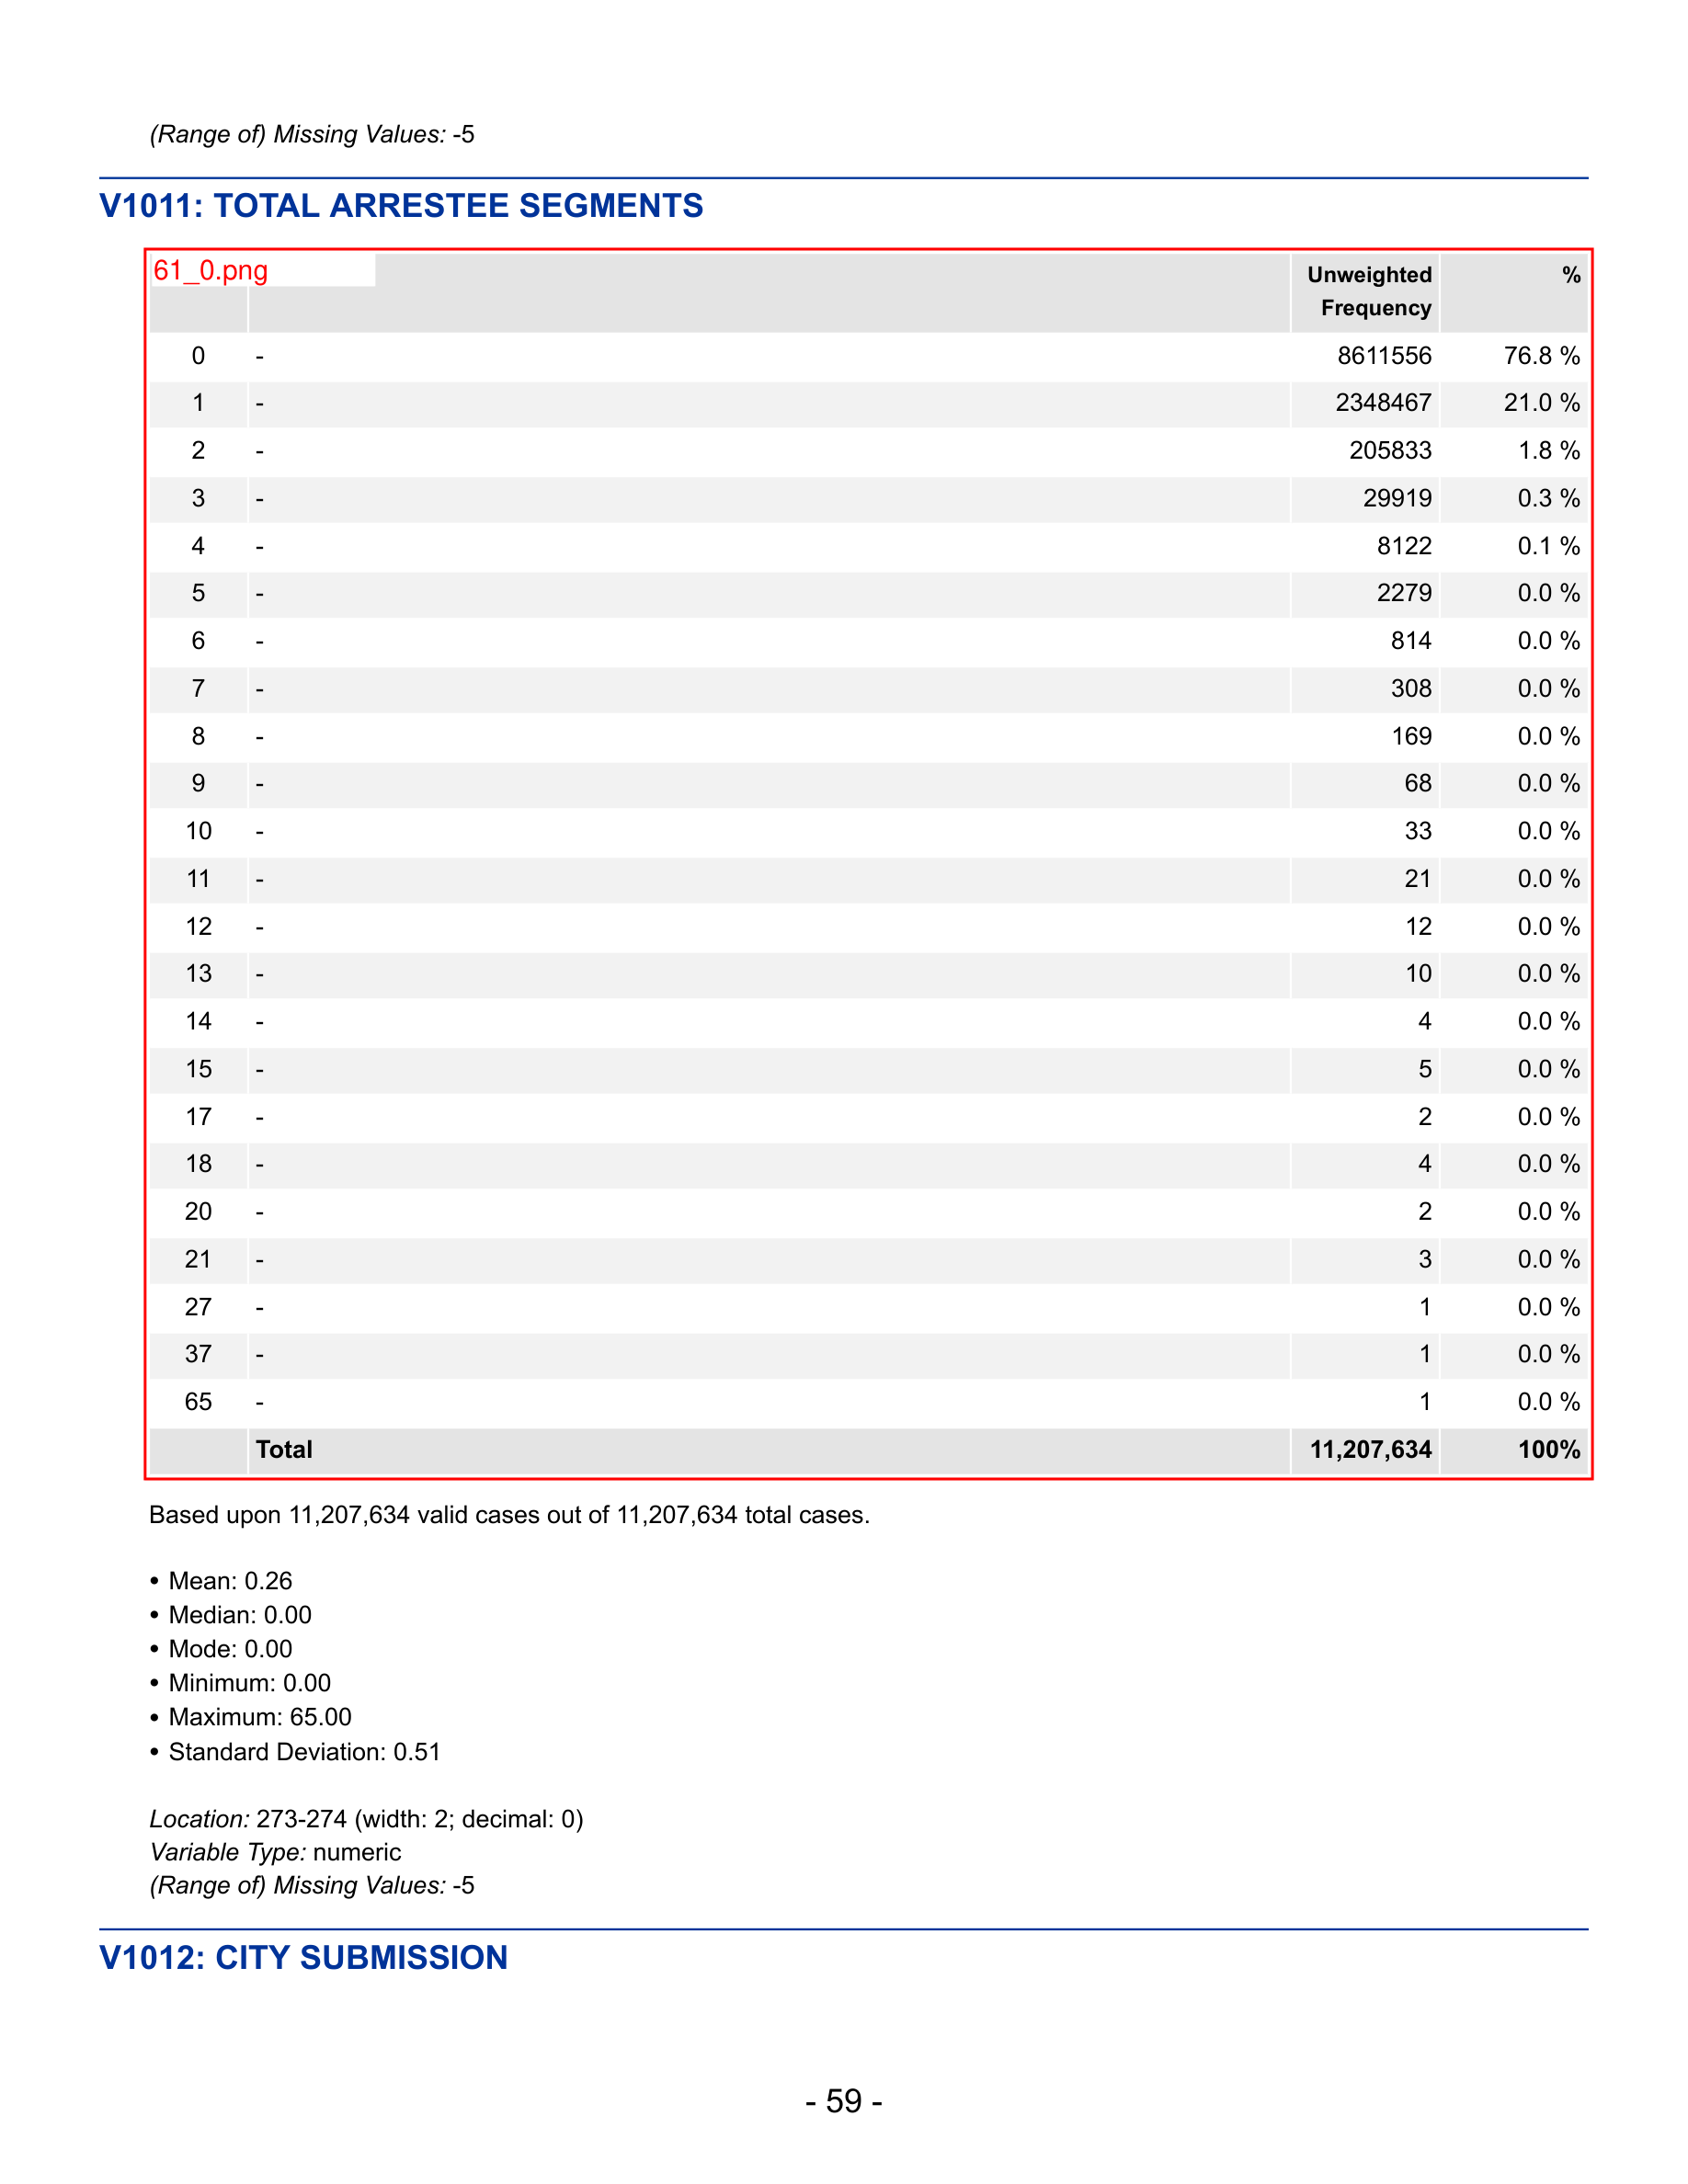 (Range of) Missing Values: -5
V1011: TOTAL ARRESTEE SEGMENTS
61_0.png
Unweighted Frequency %
0 - 8611556 76.8 %
1 - 2348467 21.0 %
2 - 205833 1.8 %
3 - 29919 0.3 %
4 - 8122 0.1 %
5 - 2279 0.0 %
6 - 814 0.0 %
7 - 308 0.0 %
8 - 169 0.0 %
9 - 68 0.0 %
10 - 33 0.0 %
11 - 21 0.0 %
12 - 12 0.0 %
13 - 10 0.0 %
14 - 4 0.0 %
15 - 5 0.0 %
17 - 2 0.0 %
18 - 4 0.0 %
20 - 2 0.0 %
21 - 3 0.0 %
27 - 1 0.0 %
37 - 1 0.0 %
65 - 1 0.0 %
Total 11,207,634 100%
Based upon 11,207,634 valid cases out of 11,207,634 total cases.
• Mean: 0.26
• Median: 0.00
• Mode: 0.00
• Minimum: 0.00
• Maximum: 65.00
• Standard Deviation: 0.51
Location: 273-274 (width: 2; decimal: 0)
Variable Type: numeric
(Range of) Missing Values: -5
V1012: CITY SUBMISSION
- 59 -